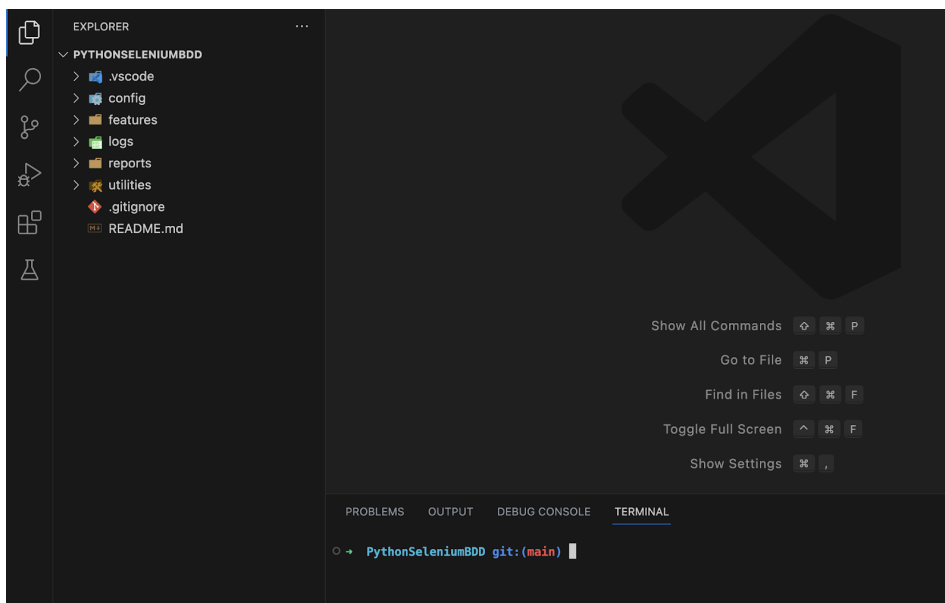 EXPLORER
PYTHONSELENIUMBDD
.vscode
config
features
logs
reports
utilities
.gitignore
M↓ README.md
Show All Commands ⇧ ⌘ P
Go to File ⌘ P
Find in Files ⇧ ⌘ F
Toggle Full Screen ^ ⌘ F
Show Settings ⌘ ,
PROBLEMS OUTPUT DEBUG CONSOLE TERMINAL
➜ PythonSeleniumBDD git:(main)